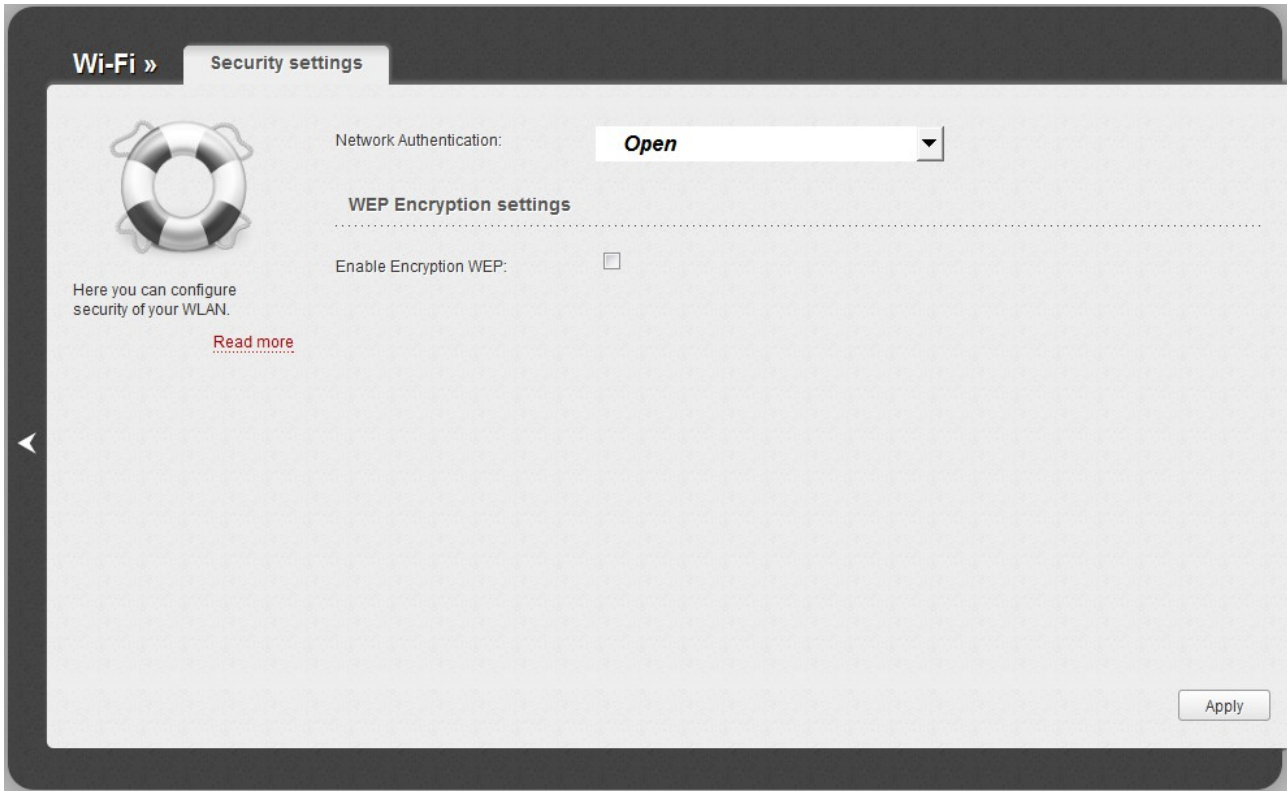 Wi-Fi » Security settings
Network Authentication: Open
WEP Encryption settings
Enable Encryption WEP:
Here you can configure
security of your WLAN.
Read more
Apply